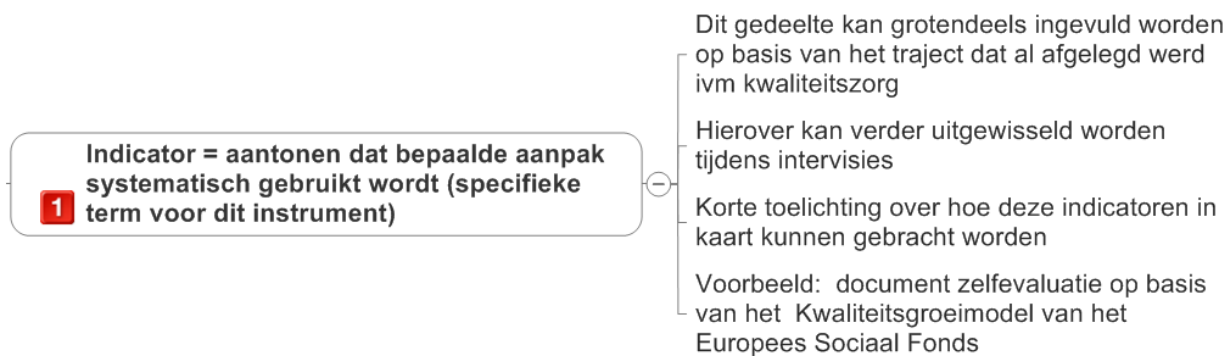 Indicator = aantonen dat bepaalde aanpak
systematisch gebruikt wordt (specifieke
1 term voor dit instrument)
Dit gedeelte kan grotendeels ingevuld worden
op basis van het traject dat al afgelegd werd
ivm kwaliteitszorg
Hierover kan verder uitgewisseld worden
tijdens intervisies
Korte toelichting over hoe deze indicatoren in
kaart kunnen gebracht worden
Voorbeeld:  document zelfevaluatie op basis
van het  Kwaliteitsgroeimodel van het
Europees Sociaal Fonds